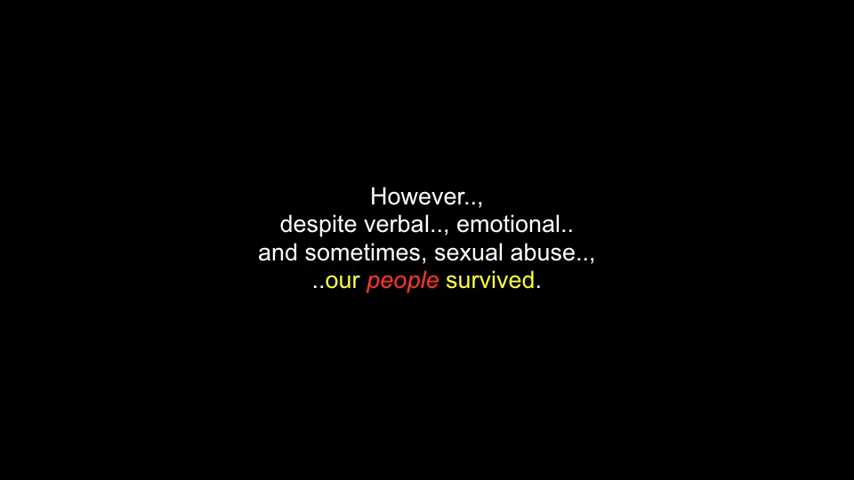 However..,
despite verbal.., emotional..
and sometimes, sexual abuse..,
..our people survived.